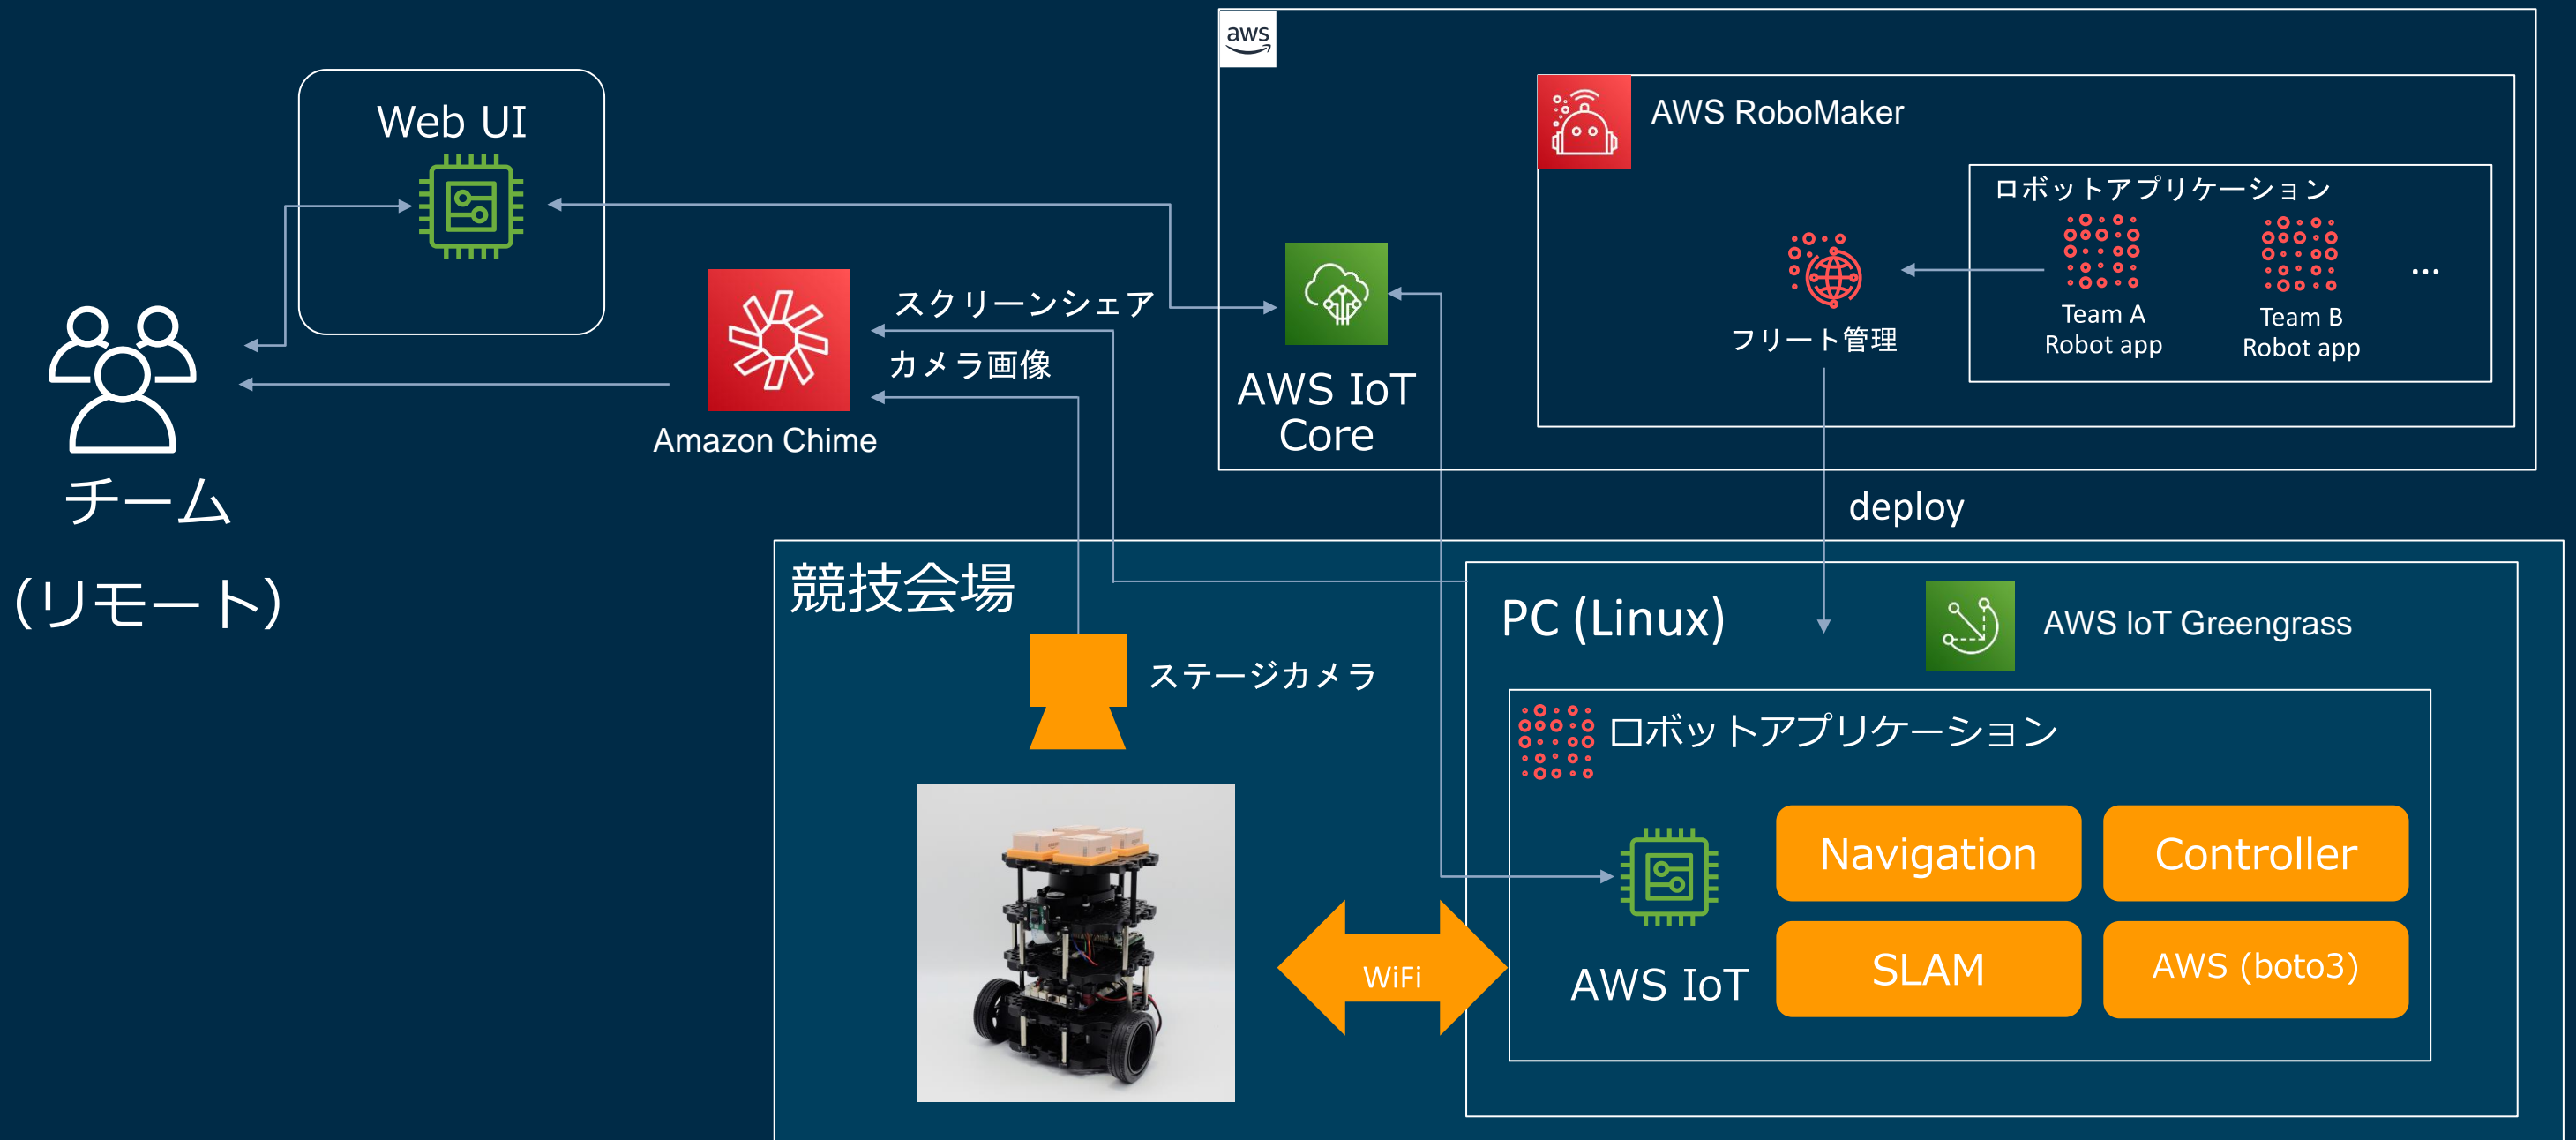 aws
Web UI
AWS RoboMaker
ロボットアプリケーション
Team A
Robot app
Team B
Robot app
...
フリート管理
スクリーンシェア
カメラ画像
Amazon Chime
AWS IoT
Core
チーム
(リモート)
deploy
競技会場
PC (Linux)
AWS IoT Greengrass
ステージカメラ
ロボットアプリケーション
Navigation
Controller
SLAM
AWS (boto3)
AWS IoT
WiFi